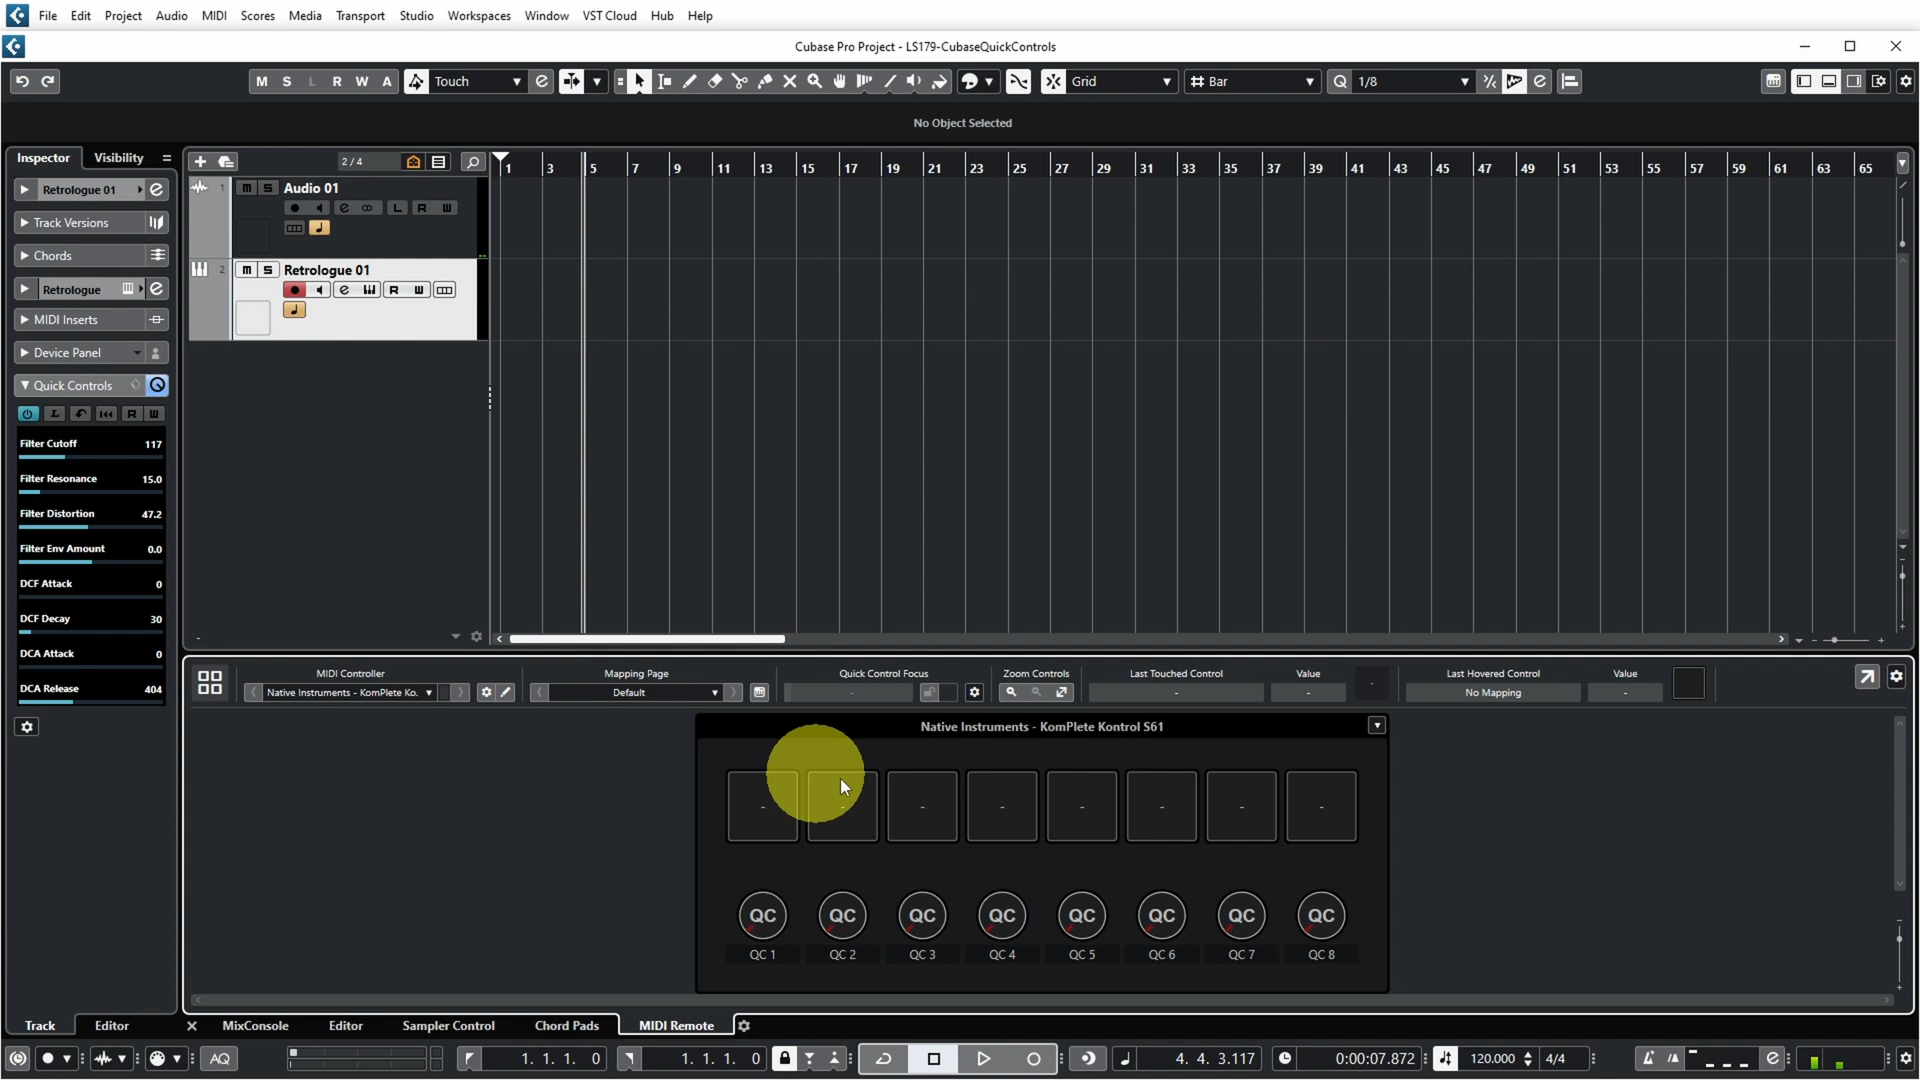 File Edit Project Audio MIDI Scores Media Transport Studio Workspaces Window VST Cloud Hub Help
Cubase Pro Project - LS179-CubaseQuickControls
M S L R W A Touch Grid Bar Q 1/8
No Object Selected
Inspector Visibility
2 / 4
1 3 5 7 9 11 13 15 17 19 21 23 25 27 29 31 33 35 37 39 41 43 45 47 49 51 53 55 57 59 61 63 65
Retrologue 01
Track Versions
Chords
Retrologue
MIDI Inserts
Device Panel
Quick Controls
L R W
Filter Cutoff 117
Filter Resonance 15.0
Filter Distortion 47.2
Filter Env Amount 0.0
DCF Attack 0
DCF Decay 30
DCA Attack 0
DCA Release 404
1 m S Audio 01
L R W
2 m S Retrologue 01
R W
MIDI Controller Mapping Page Quick Control Focus Zoom Controls Last Touched Control Value Last Hovered Control Value
Native Instruments - KomPlete Ko. Default - - - - No Mapping -
Native Instruments - KomPlete Kontrol S61
- - - - - - - -
QC QC QC QC QC QC QC QC
QC 1 QC 2 QC 3 QC 4 QC 5 QC 6 QC 7 QC 8
Track Editor MixConsole Editor Sampler Control Chord Pads MIDI Remote
AQ 1. 1. 1. 0 1. 1. 1. 0 4. 4. 3.117 0:00:07.872 120.000 4/4